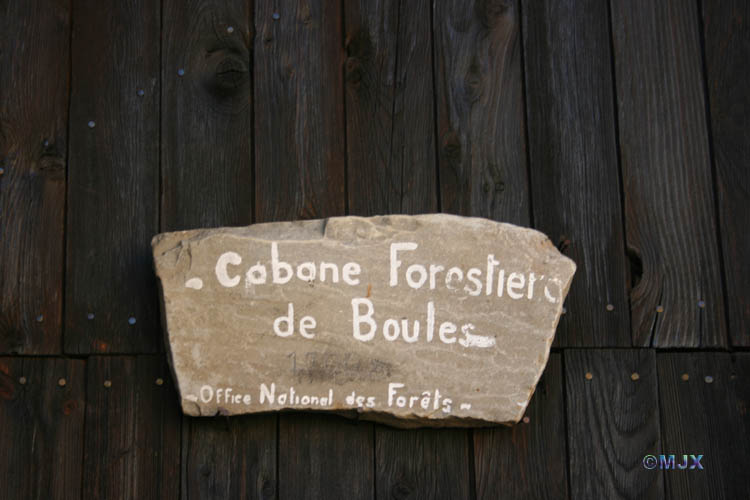 - Cabane Forestiere
de Boules -
- Office National des Forêts -
©MJX